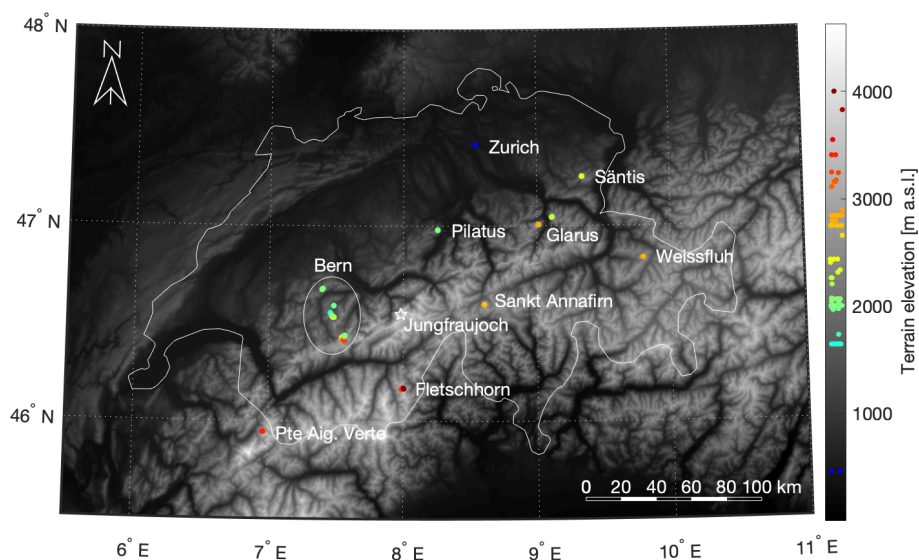 48° N
N
Zurich
Säntis
47° N
Pilatus
Glarus
Weissfluh
Bern
Sankt Annafirn
Jungfraujoch
46° N
Fletschhorn
Pte Aig. Verte
0 20 40 60 80 100 km
6° E 7° E 8° E 9° E 10° E 11° E
4000
3000
2000
1000
Terrain elevation [m a.s.l.]